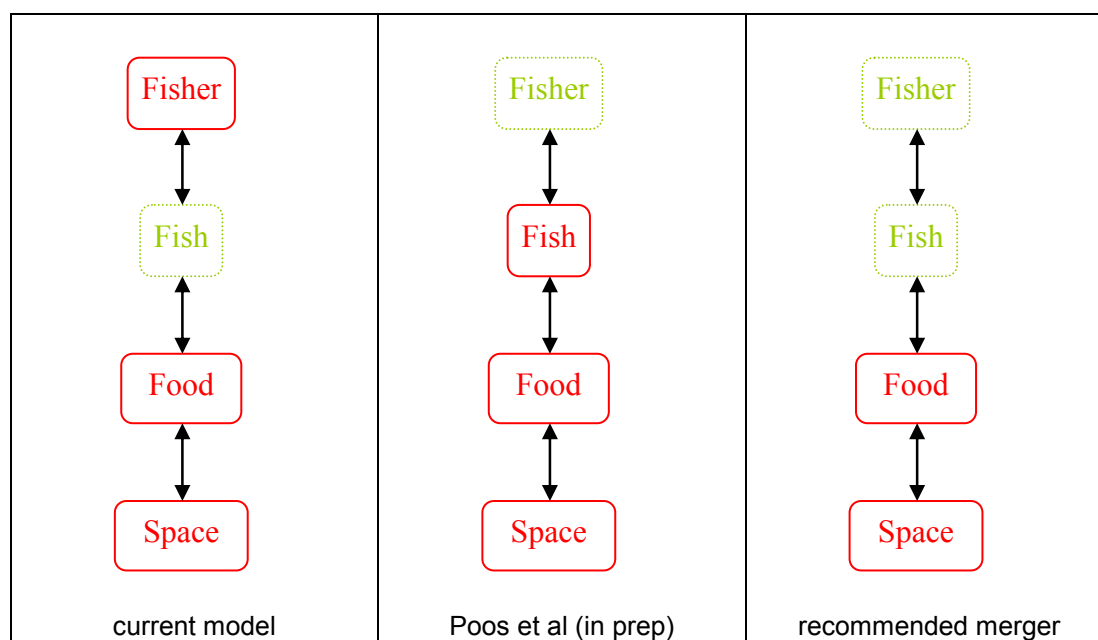 Fisher
Fish
Food
Space
current model
Fisher
Fish
Food
Space
Poos et al (in prep)
Fisher
Fish
Food
Space
recommended merger